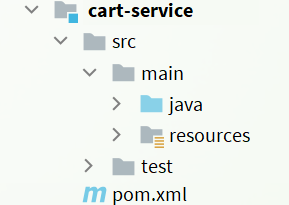 cart-service
src
main
java
resources
test
pom.xml